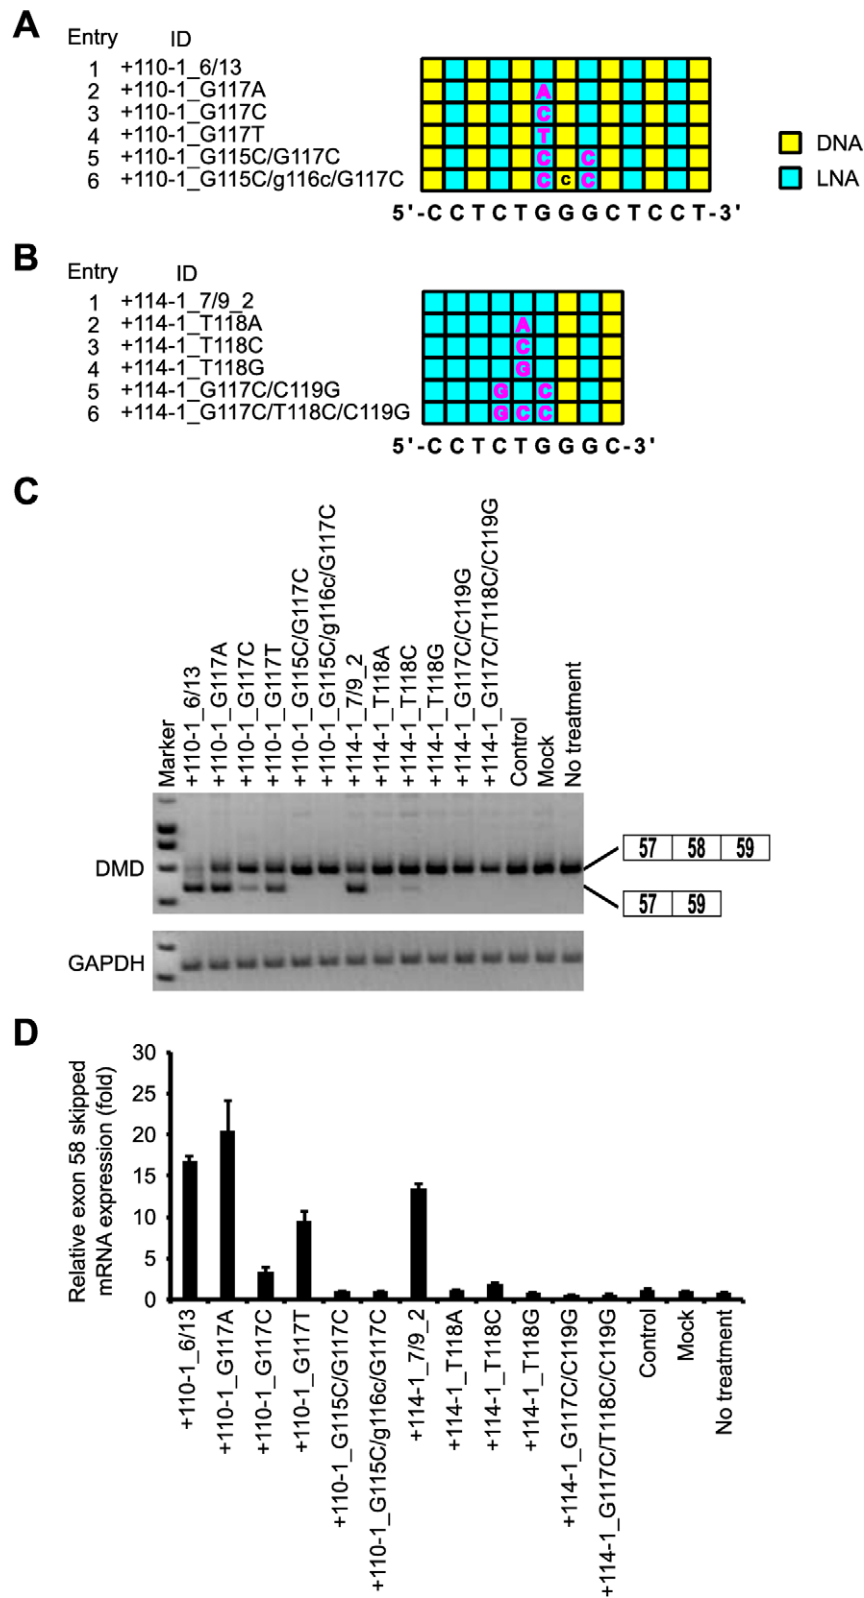 A
Entry ID
1 +110-1_6/13
2 +110-1_G117A
3 +110-1_G117C
4 +110-1_G117T
5 +110-1_G115C/G117C
6 +110-1_G115C/g116c/G117C
A
C
T
C C
C c C
5'-CCTCTGGGCTCCT-3'
DNA
LNA
B
Entry ID
1 +114-1_7/9_2
2 +114-1_T118A
3 +114-1_T118C
4 +114-1_T118G
5 +114-1_G117C/C119G
6 +114-1_G117C/T118C/C119G
A
C
G
G C
G C C
5'-CCTCTGGGC-3'
C
Marker
+110-1_6/13
+110-1_G117A
+110-1_G117C
+110-1_G117T
+110-1_G115C/G117C
+110-1_G115C/g116c/G117C
+114-1_7/9_2
+114-1_T118A
+114-1_T118C
+114-1_T118G
+114-1_G117C/C119G
+114-1_G117C/T118C/C119G
Control
Mock
No treatment
DMD
57 58 59
57 59
GAPDH
D
Relative exon 58 skipped
mRNA expression (fold)
30
25
20
15
10
5
0
+110-1_6/13
+110-1_G117A
+110-1_G117C
+110-1_G117T
+110-1_G115C/G117C
+110-1_G115C/g116c/G117C
+114-1_7/9_2
+114-1_T118A
+114-1_T118C
+114-1_T118G
+114-1_G117C/C119G
+114-1_G117C/T118C/C119G
Control
Mock
No treatment